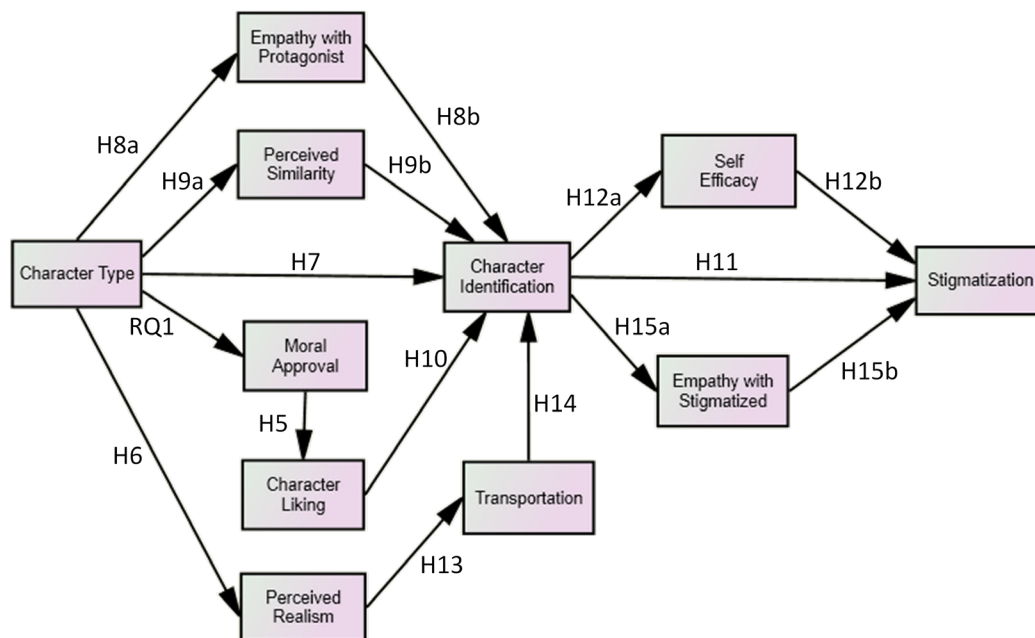 Empathy with
Protagonist
H8a
H8b
Perceived
Similarity
H9a
H9b
Self
Efficacy
H12a
H12b
Character Type
H7
Character
Identification
H11
Stigmatization
RQ1
Moral
Approval
H10
H15a
Empathy with
Stigmatized
H15b
H5
H14
H6
Character
Liking
Transportation
H13
Perceived
Realism